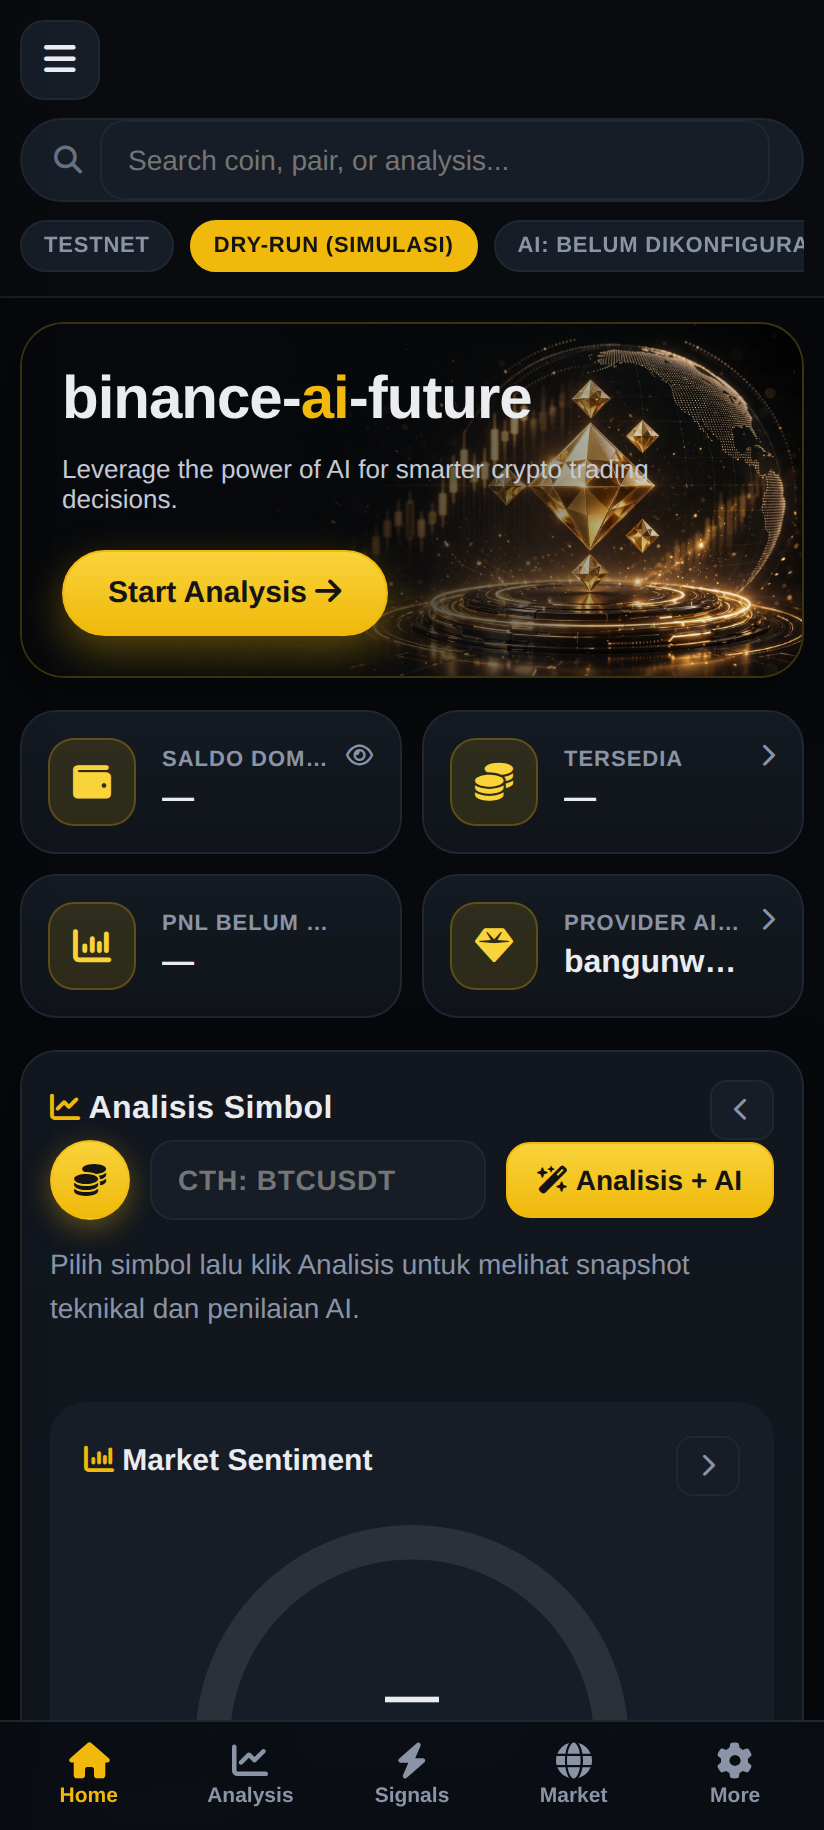 Search coin, pair, or analysis...
TESTNET
DRY-RUN (SIMULASI)
AI: BELUM DIKONFIGURA
binance-ai-future
Leverage the power of AI for smarter crypto trading
decisions.
Start Analysis
SALDO DOM...
—
TERSEDIA
—
PNL BELUM ...
—
PROVIDER AI...
bangunw...
Analisis Simbol
CTH: BTCUSDT
Analisis + AI
Pilih simbol lalu klik Analisis untuk melihat snapshot
teknikal dan penilaian AI.
Market Sentiment
—
Home
Analysis
Signals
Market
More